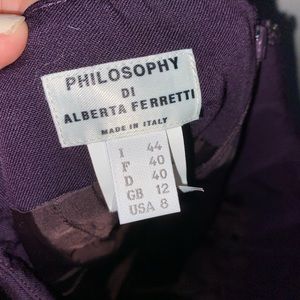 PHILOSOPHY
DI
ALBERTA FERRETTI
MADE IN ITALY
I 44
F 40
D 40
GB 12
USA 8